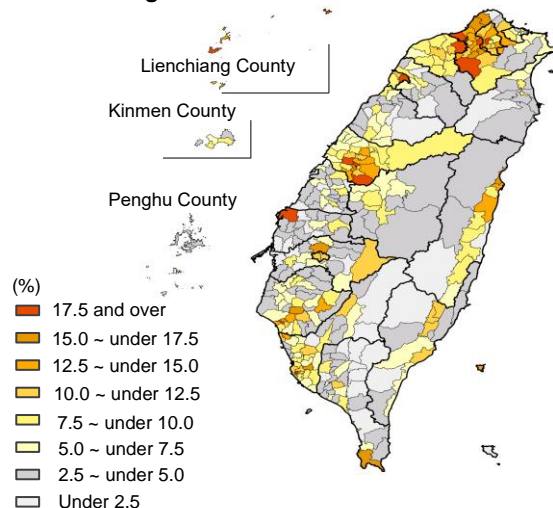 Lienchiang County
Kinmen County
Penghu County
(%)
17.5 and over
15.0 ~ under 17.5
12.5 ~ under 15.0
10.0 ~ under 12.5
7.5 ~ under 10.0
5.0 ~ under 7.5
2.5 ~ under 5.0
Under 2.5